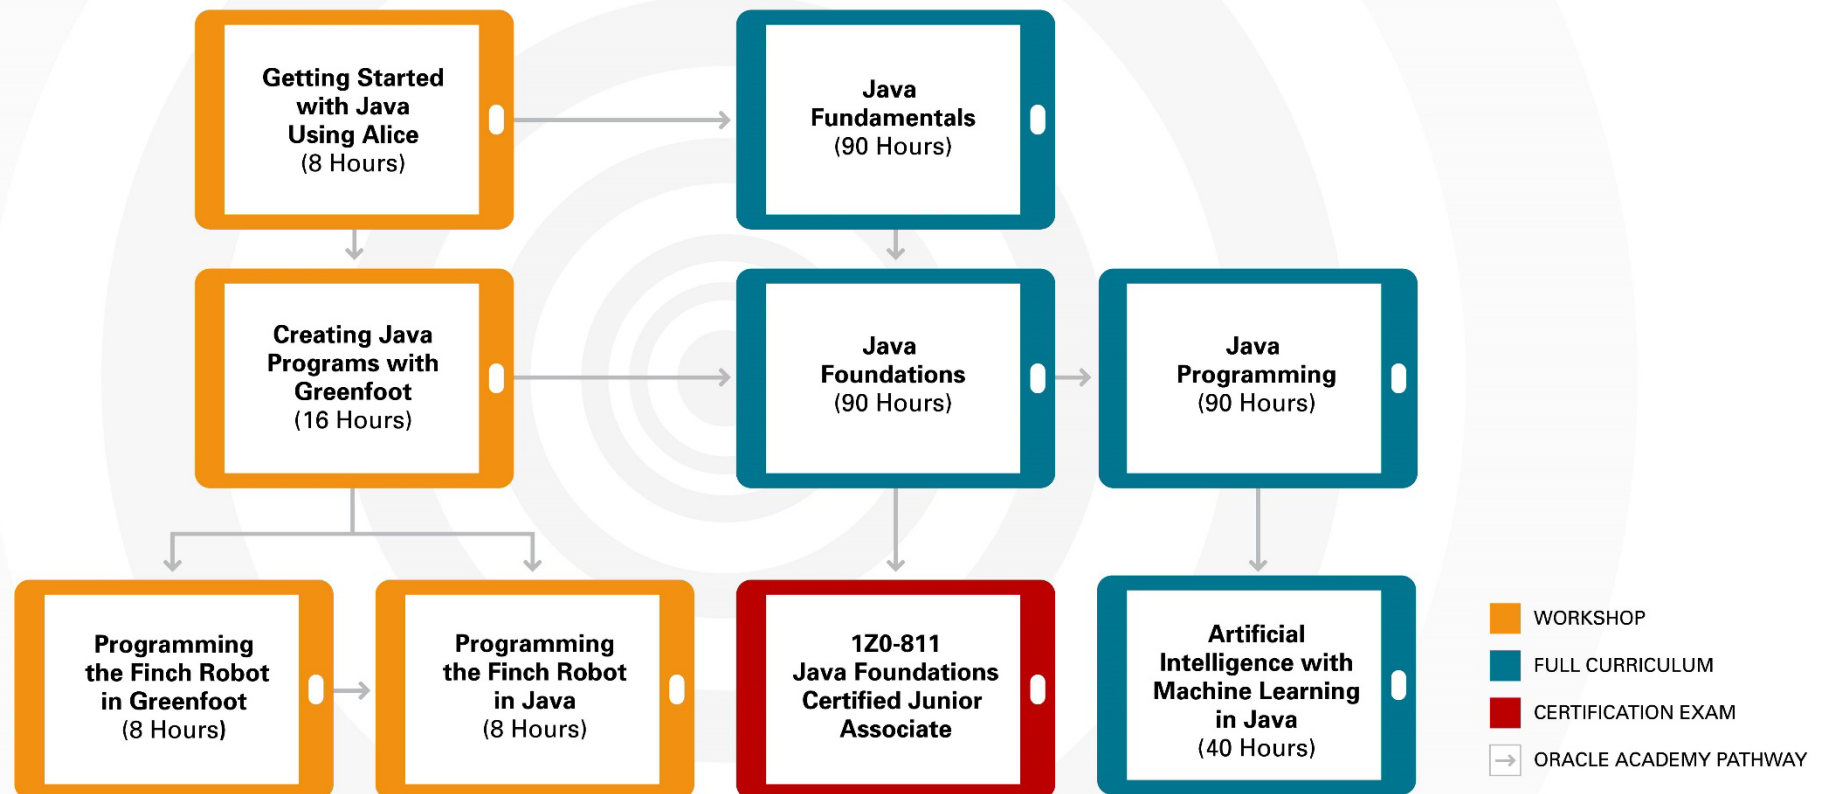 Getting Started
with Java
Using Alice
(8 Hours)
Java
Fundamentals
(90 Hours)
Creating Java
Programs with
Greenfoot
(16 Hours)
Java
Foundations
(90 Hours)
Java
Programming
(90 Hours)
Programming
the Finch Robot
in Greenfoot
(8 Hours)
Programming
the Finch Robot
in Java
(8 Hours)
1Z0-811
Java Foundations
Certified Junior
Associate
Artificial
Intelligence with
Machine Learning
in Java
(40 Hours)
WORKSHOP
FULL CURRICULUM
CERTIFICATION EXAM
ORACLE ACADEMY PATHWAY